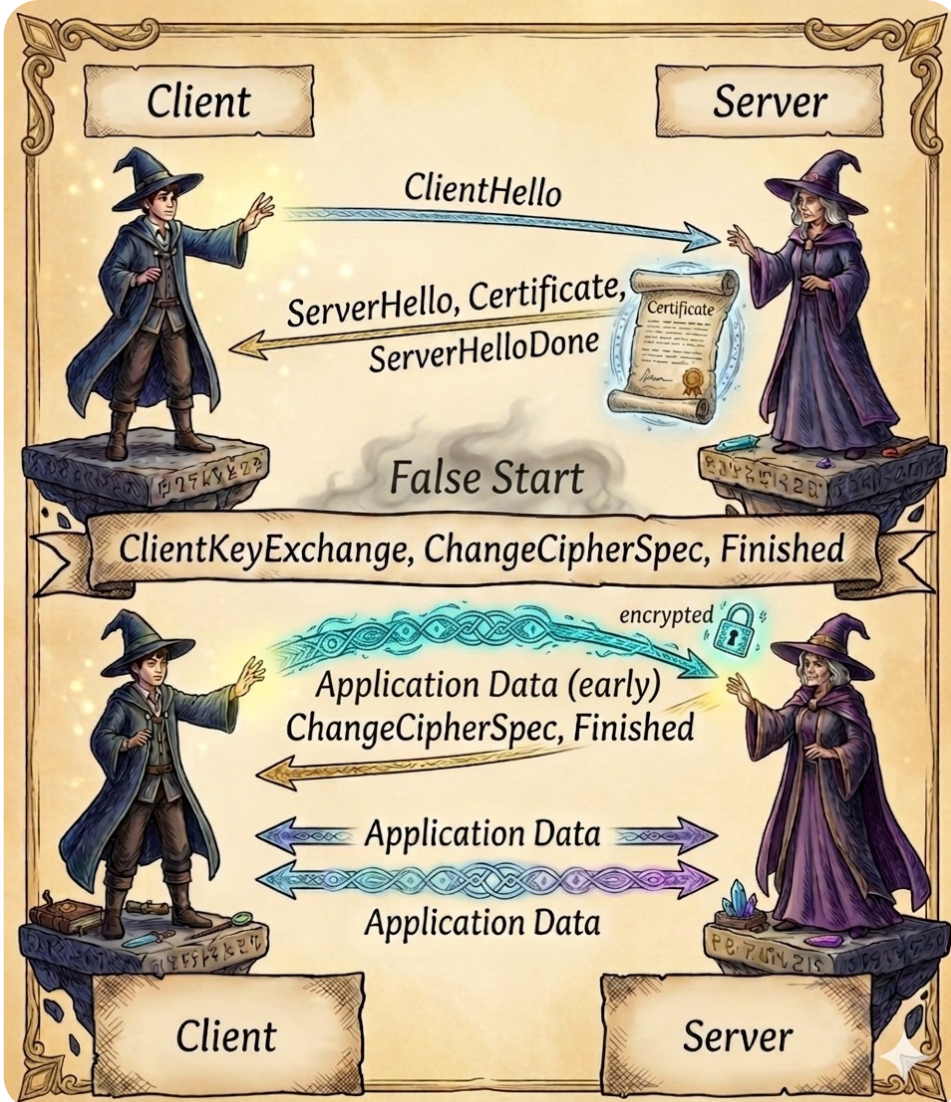 Client
Server
ClientHello
ServerHello, Certificate,
ServerHelloDone
Certificate
False Start
ClientKeyExchange, ChangeCipherSpec, Finished
encrypted
Application Data (early)
ChangeCipherSpec, Finished
Application Data
Application Data
Client
Server